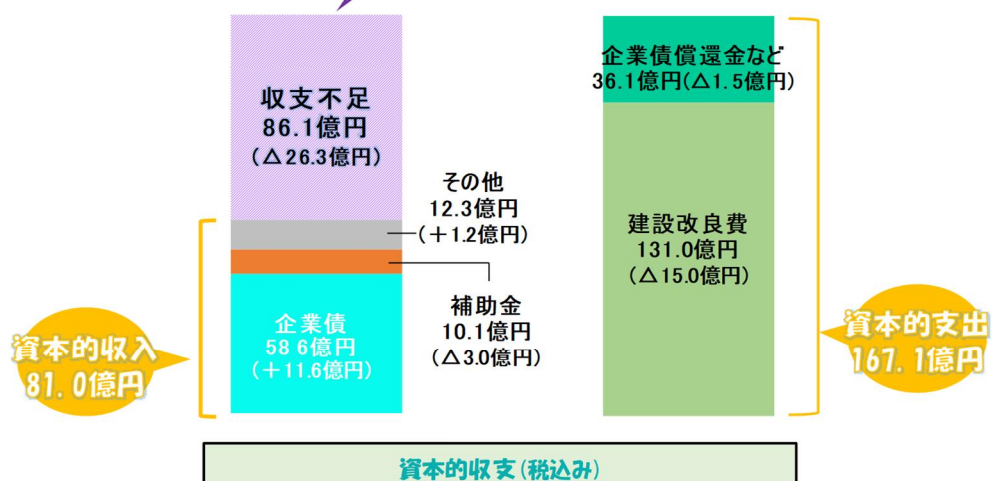 収支不足
86.1億円
(△26.3億円)
その他
12.3億円
(＋1.2億円)
補助金
10.1億円
(△3.0億円)
企業債
58 6億円
(＋11.6億円)
資本的収入
81.0億円
企業債償還金など
36.1億円(△1.5億円)
建設改良費
131.0億円
(△15.0億円)
資本的支出
167.1億円
資本的収支(税込み)